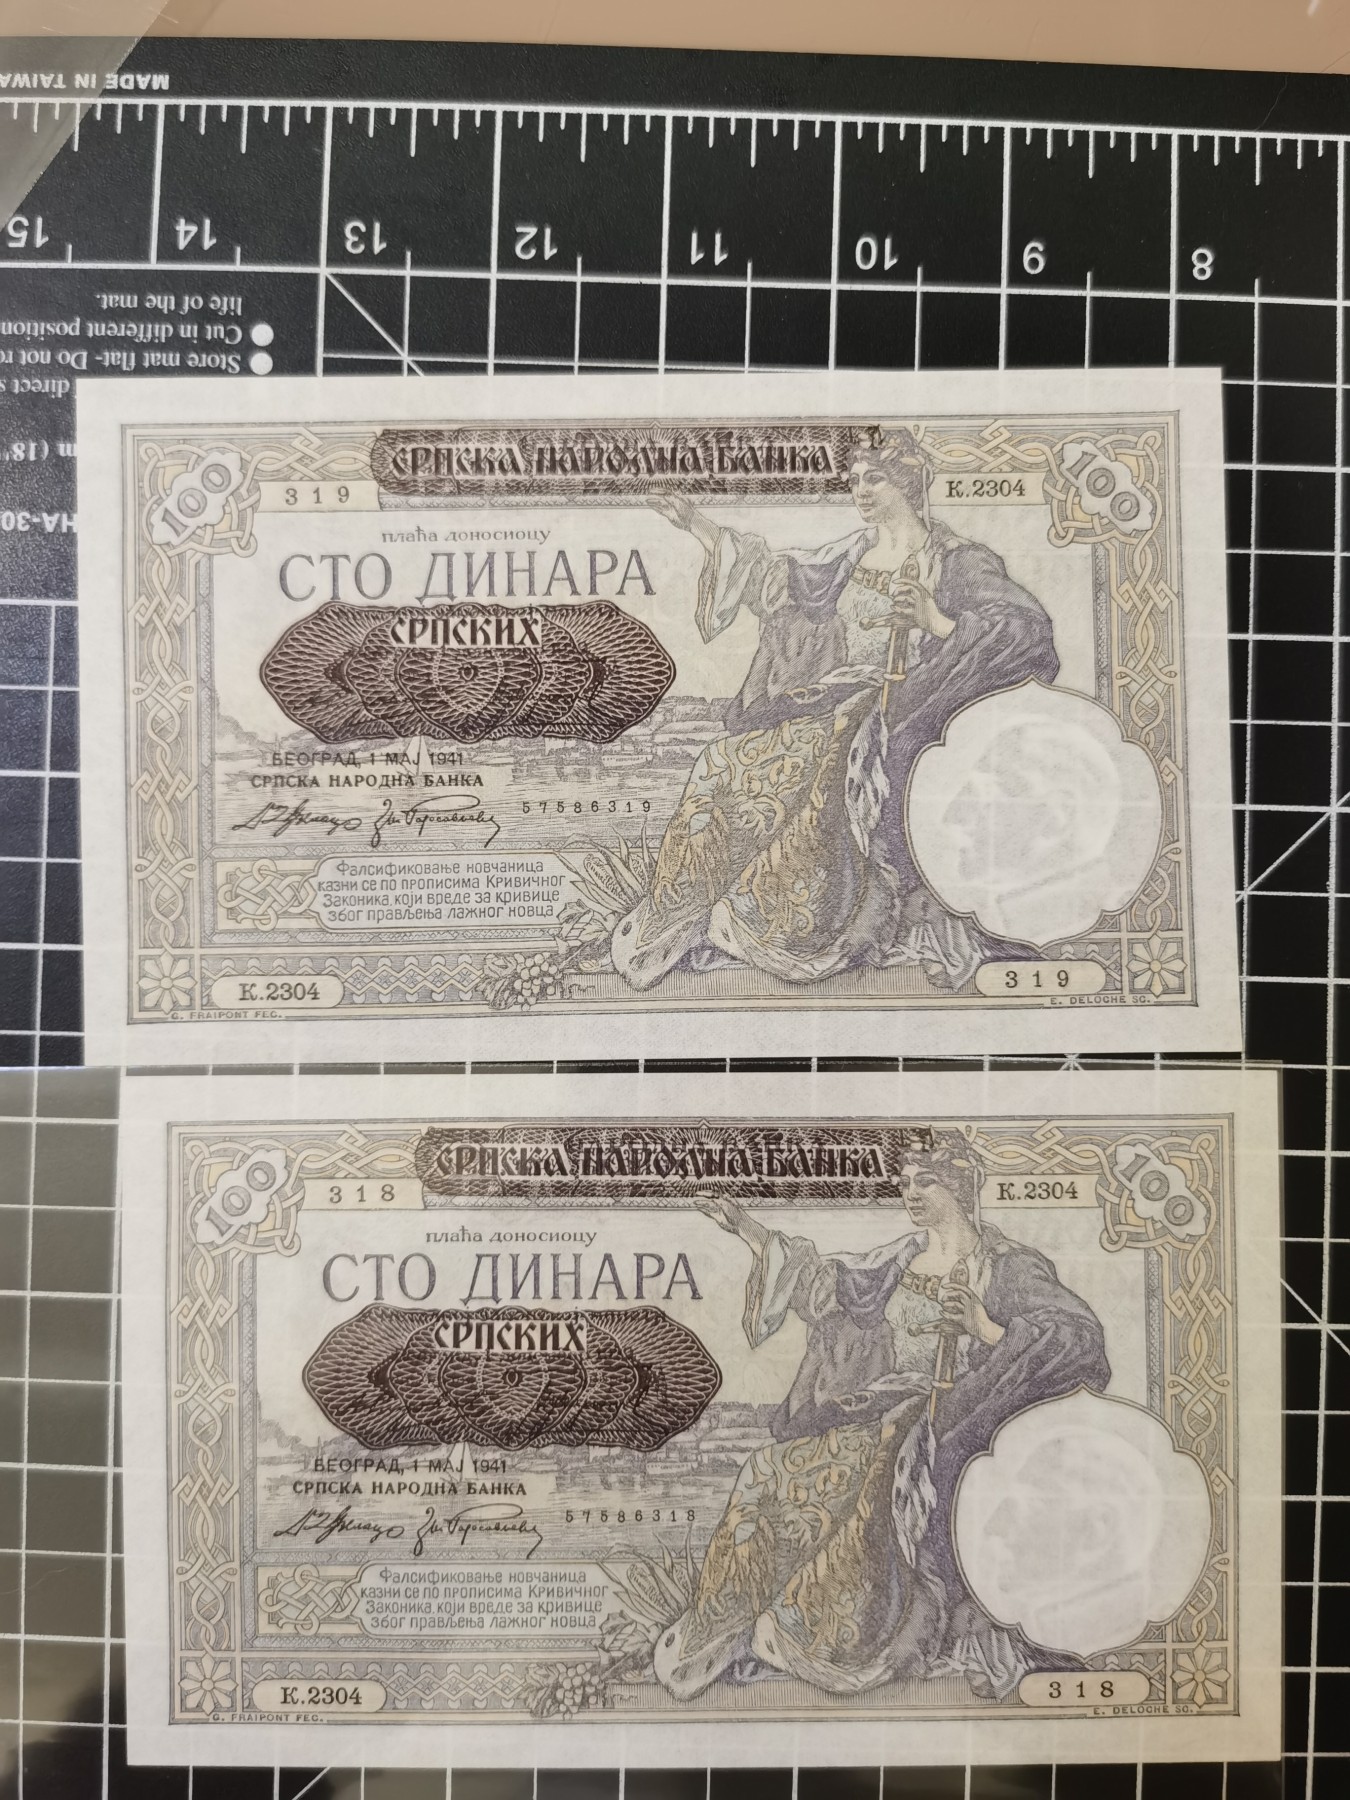 MADE IN TAIWA
15 14 13 12 11 10 9 8
life of the mat.
● Cut in different position
● Store mat flat- Do not
direct s
m (18"
HA-30
СРПСКА НАРОДНА БАНКА
100 319 К.2304 100
плаћа доносиоцу
СТО ДИНАРА
СРПСКИХ
БЕОГРАД, 1 МАЈ 1941
СРПСКА НАРОДНА БАНКА
57586319
Фалсификовање новчаница
казни се по прописима Кривичног
Законика, који вреде за кривице
због прављења лажног новца
К.2304 319
G. FRAIPONT FEC. E. DELOCHE SC.
СРПСКА НАРОДНА БАНКА
100 318 К.2304 100
плаћа доносиоцу
СТО ДИНАРА
СРПСКИХ
БЕОГРАД, 1 МАЈ 1941
СРПСКА НАРОДНА БАНКА
57586318
Фалсификовање новчаница
казни се по прописима Кривичног
Законика, који вреде за кривице
због прављења лажног новца
К.2304 318
G. FRAIPONT FEC. E. DELOCHE SC.